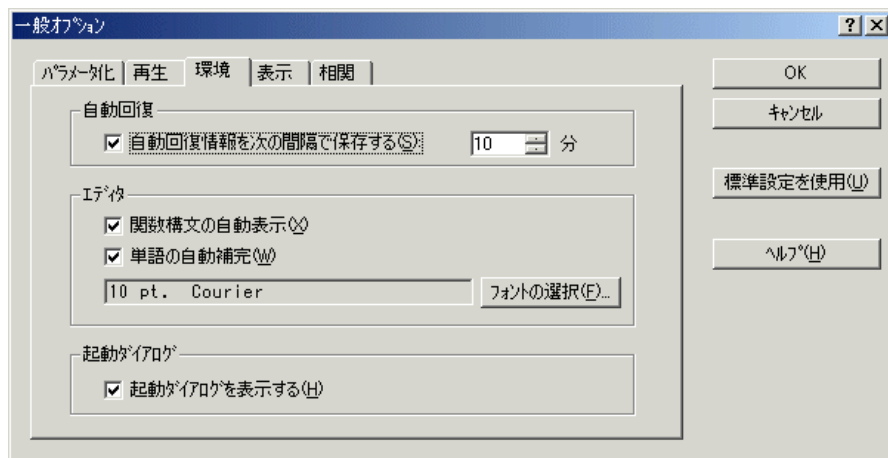 一般ｵﾌﾟｼｮﾝ
ﾊﾟﾗﾒｰﾀ化 再生 環境 表示 相関
自動回復
自動回復情報を次の間隔で保存する(S): 10 分
ｴﾃﾞｨﾀ
関数構文の自動表示(X)
単語の自動補完(W)
10 pt. Courier ﾌｫﾝﾄの選択(F)...
起動ﾀﾞｲｱﾛｸﾞ
起動ﾀﾞｲｱﾛｸﾞを表示する(H)
OK
ｷｬﾝｾﾙ
標準設定を使用(U)
ﾍﾙﾌﾟ(H)